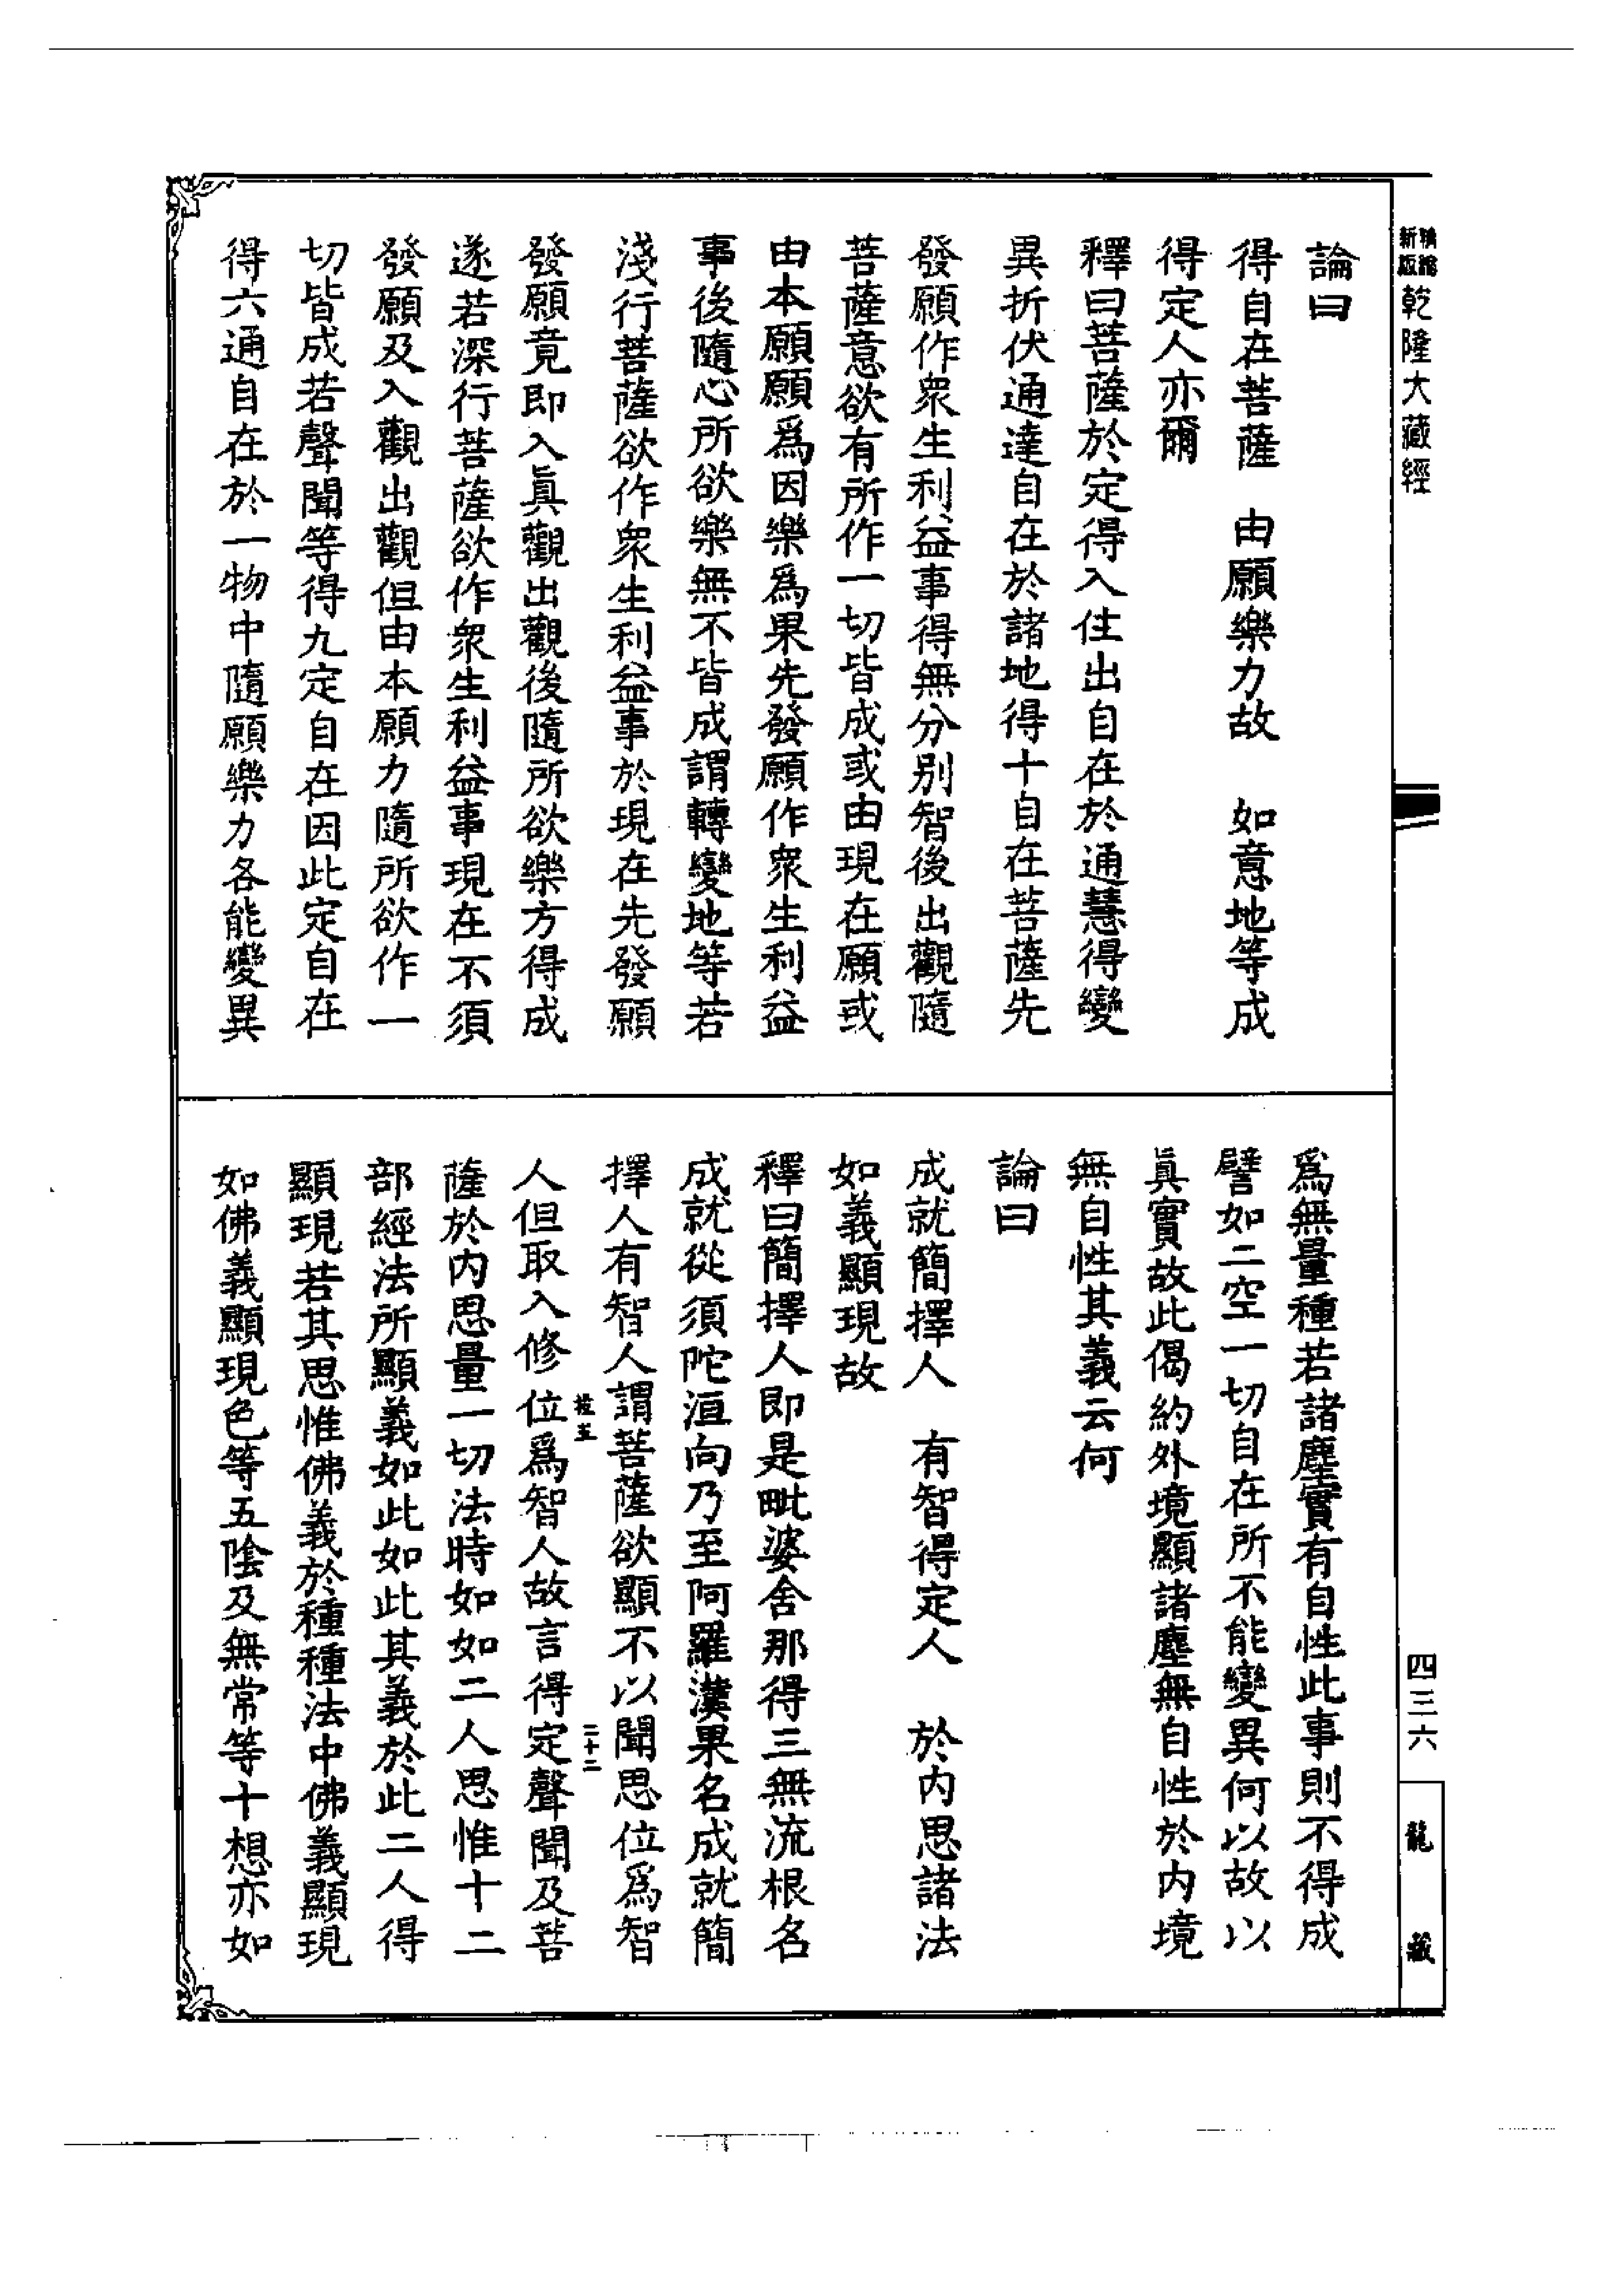 新編縮版乾隆大藏經
論曰
得自在菩薩　由願樂力故　如意地等成
得定人亦爾
釋曰菩薩於定得入住出自在於通慧得變
異折伏通達自在於諸地得十自在菩薩先
發願作衆生利益事得無分別智後出觀隨
菩薩意欲有所作一切皆成或由現在願或
由本願願爲因樂爲果先發願作衆生利益
事後隨心所欲樂無不皆成謂轉變地等若
淺行菩薩欲作衆生利益事於現在先發願
發願竟即入眞觀出觀後隨所欲樂方得成
遂若深行菩薩欲作衆生利益事現在不須
發願及入觀出觀但由本願力隨所欲作一
切皆成若聲聞等得九定自在因此定自在
得六通自在於一物中隨願樂力各能變異
爲無量種若諸塵實有自性此事則不得成
譬如二空一切自在所不能變異何以故以
眞實故此偈約外境顯諸塵無自性於內境
無自性其義云何
論曰
成就簡擇人　有智得定人　於內思諸法
如義顯現故
釋曰簡擇人即是毗婆舍那得三無流根名
成就從須陀洹向乃至阿羅漢果名成就簡
擇人有智人謂菩薩欲顯不以聞思位爲智
人但取入修位爲智人故言得定聲聞及菩
二十二
薩於內思量一切法時如如二人思惟十二
部經法所顯義如此如此其義於此二人得
顯現若其思惟佛義於種種法中佛義顯現
如佛義顯現色等五陰及無常等十想亦如
四三六
龍藏